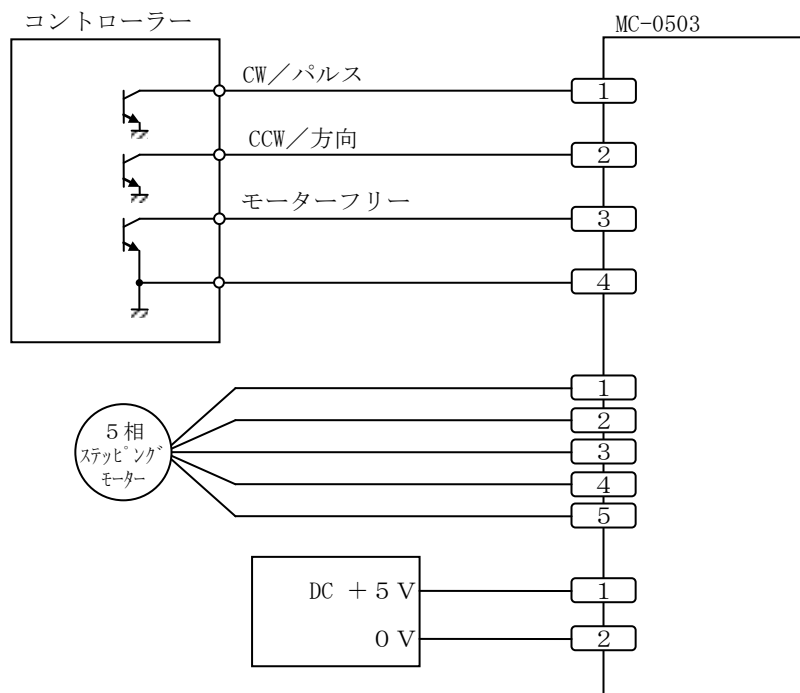 コントローラー
MC-0503
CW／パルス
1
CCW／方向
2
モーターフリー
3
4
1
2
3
4
5
５相
ｽﾃｯﾋﾟﾝｸﾞ
ﾓｰﾀｰ
DC ＋５Ｖ
1
０Ｖ
2